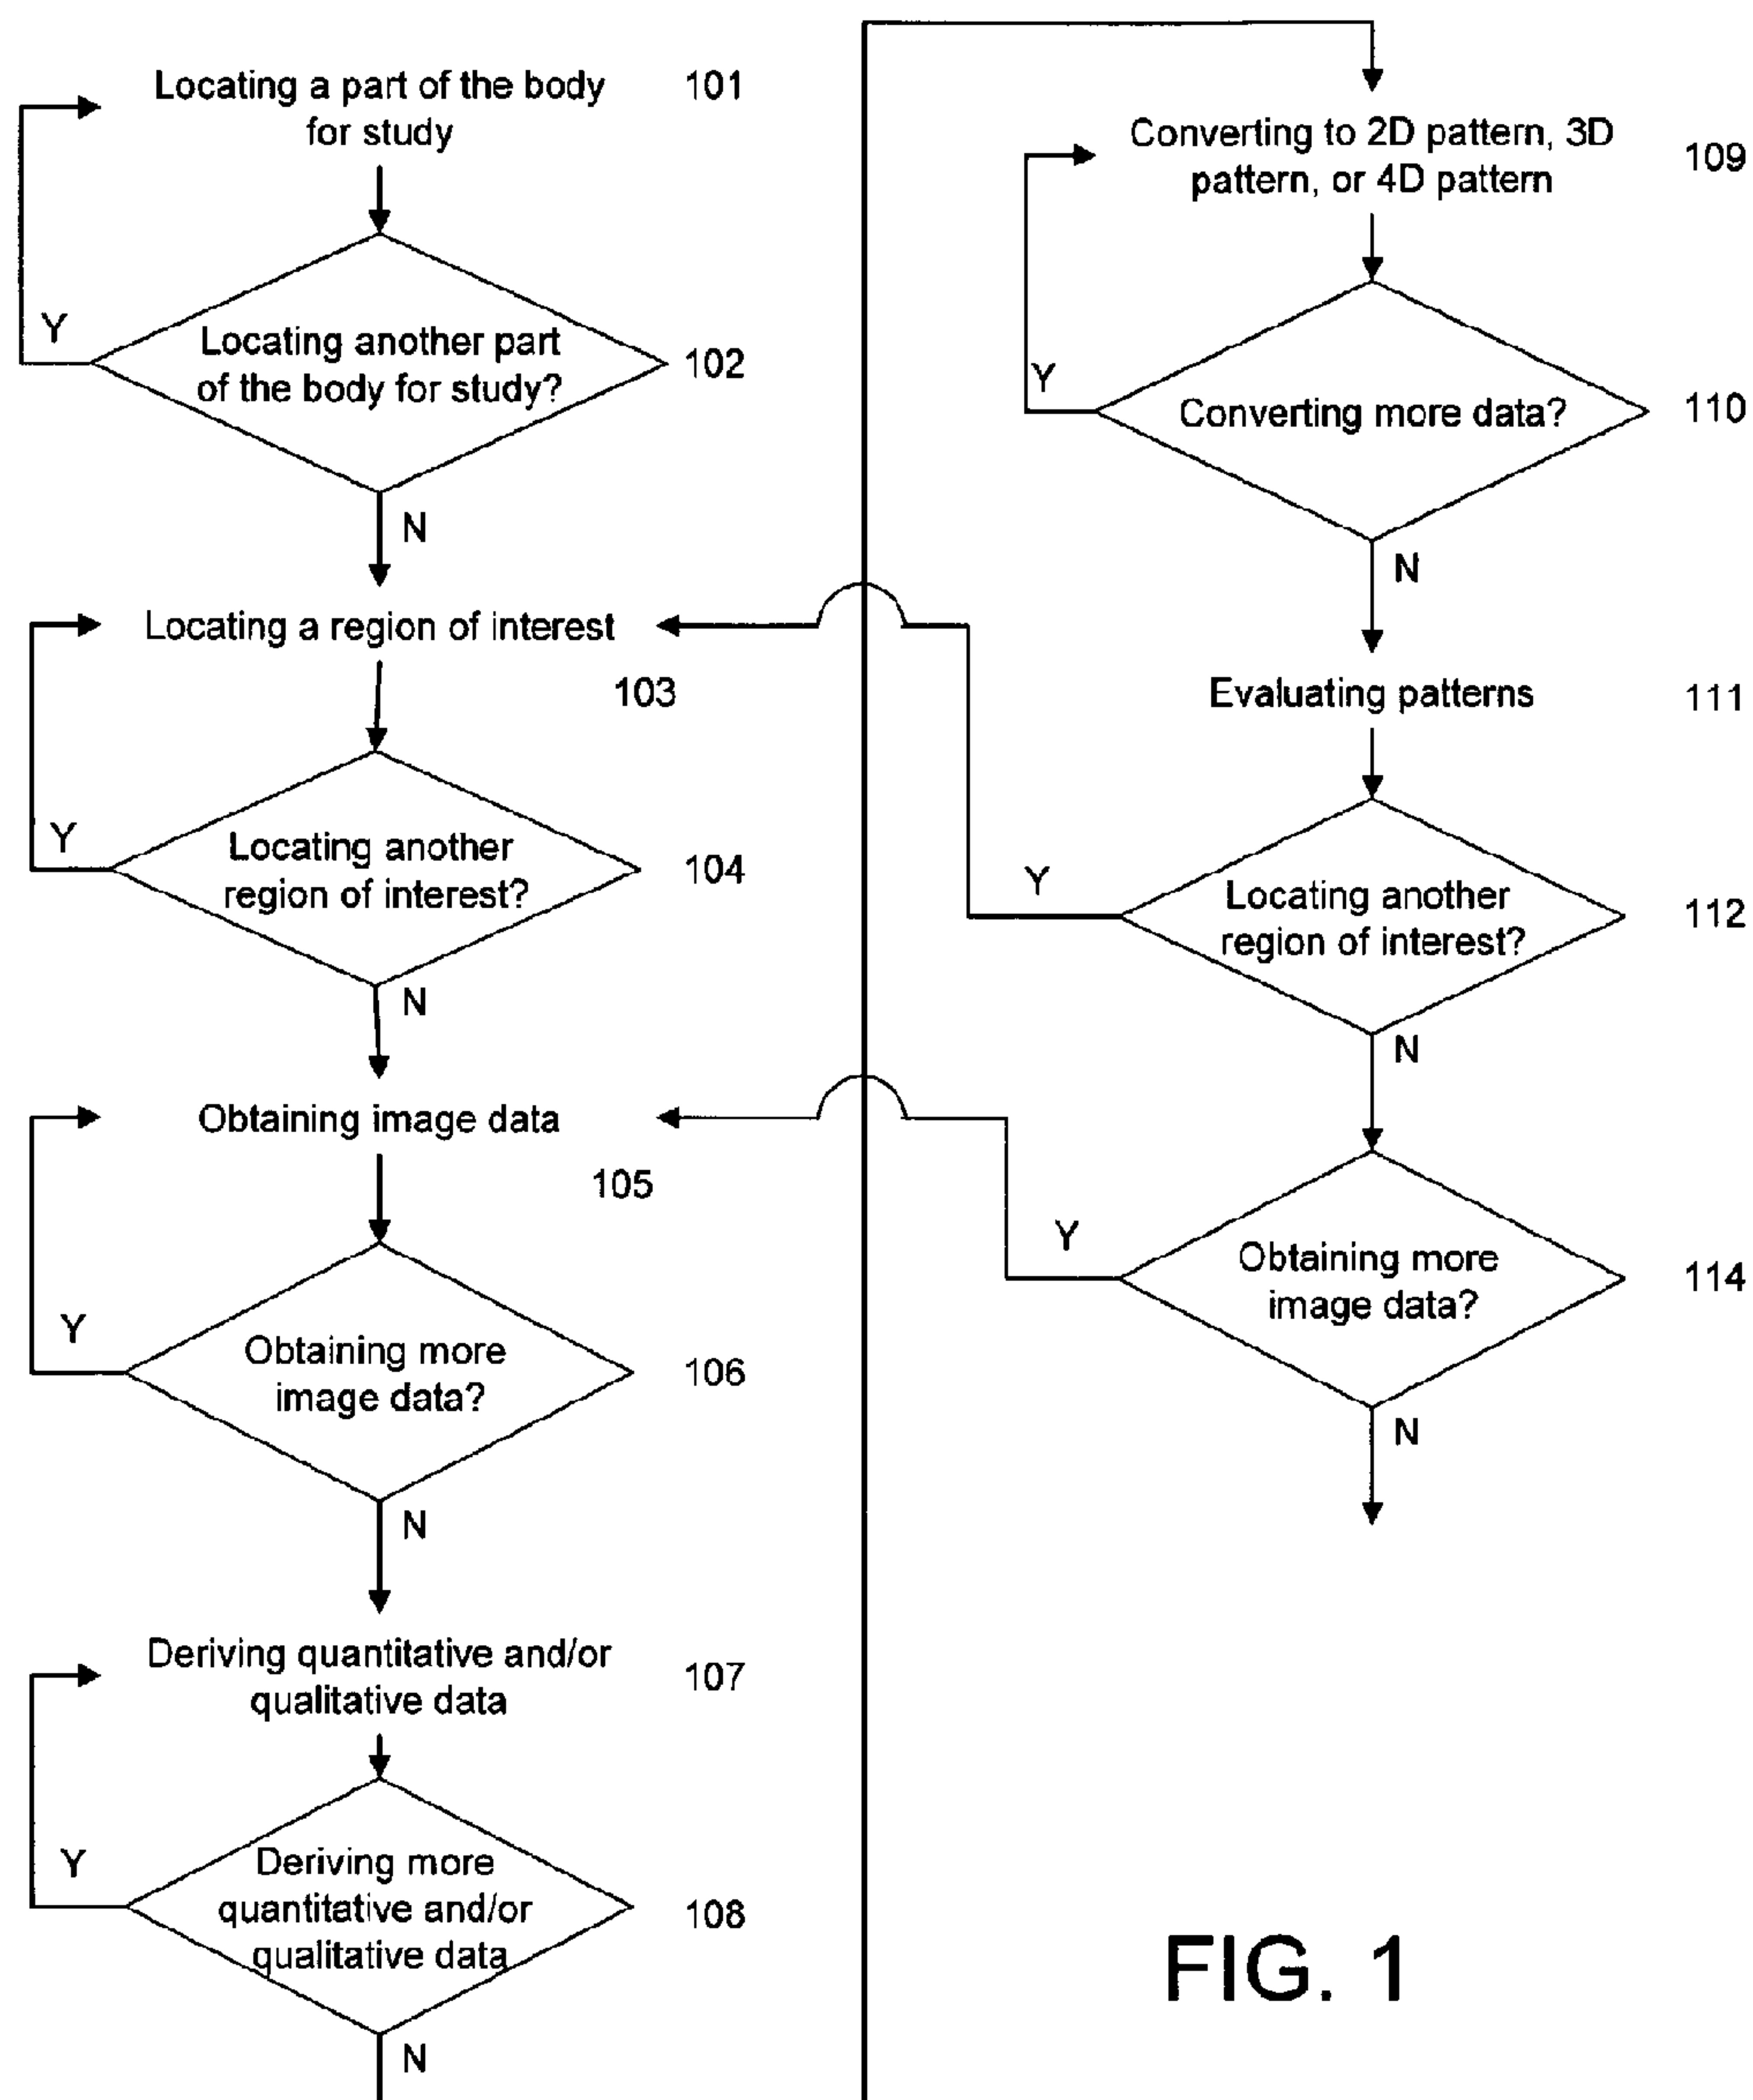 Locating a part of the body
for study
101
Y
Locating another part
of the body for study?
102
N
Locating a region of interest
103
Y
Locating another
region of interest?
104
N
Obtaining image data
105
Y
Obtaining more
image data?
106
N
Deriving quantitative and/or
qualitative data
107
Y
Deriving more
quantitative and/or
qualitative data
108
N
Converting to 2D pattern, 3D
pattern, or 4D pattern
109
Y
Converting more data?
110
N
Evaluating patterns
111
Y
Locating another
region of interest?
112
N
Y
Obtaining more
image data?
114
N
FIG. 1